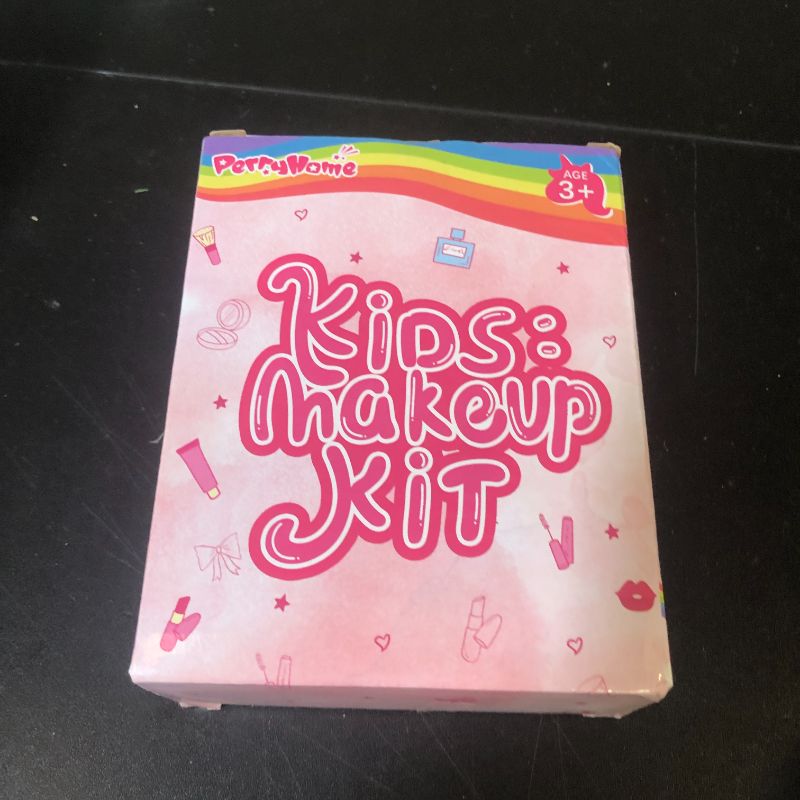 PerryHome
AGE
3+
Kids:
Makeup
Kit